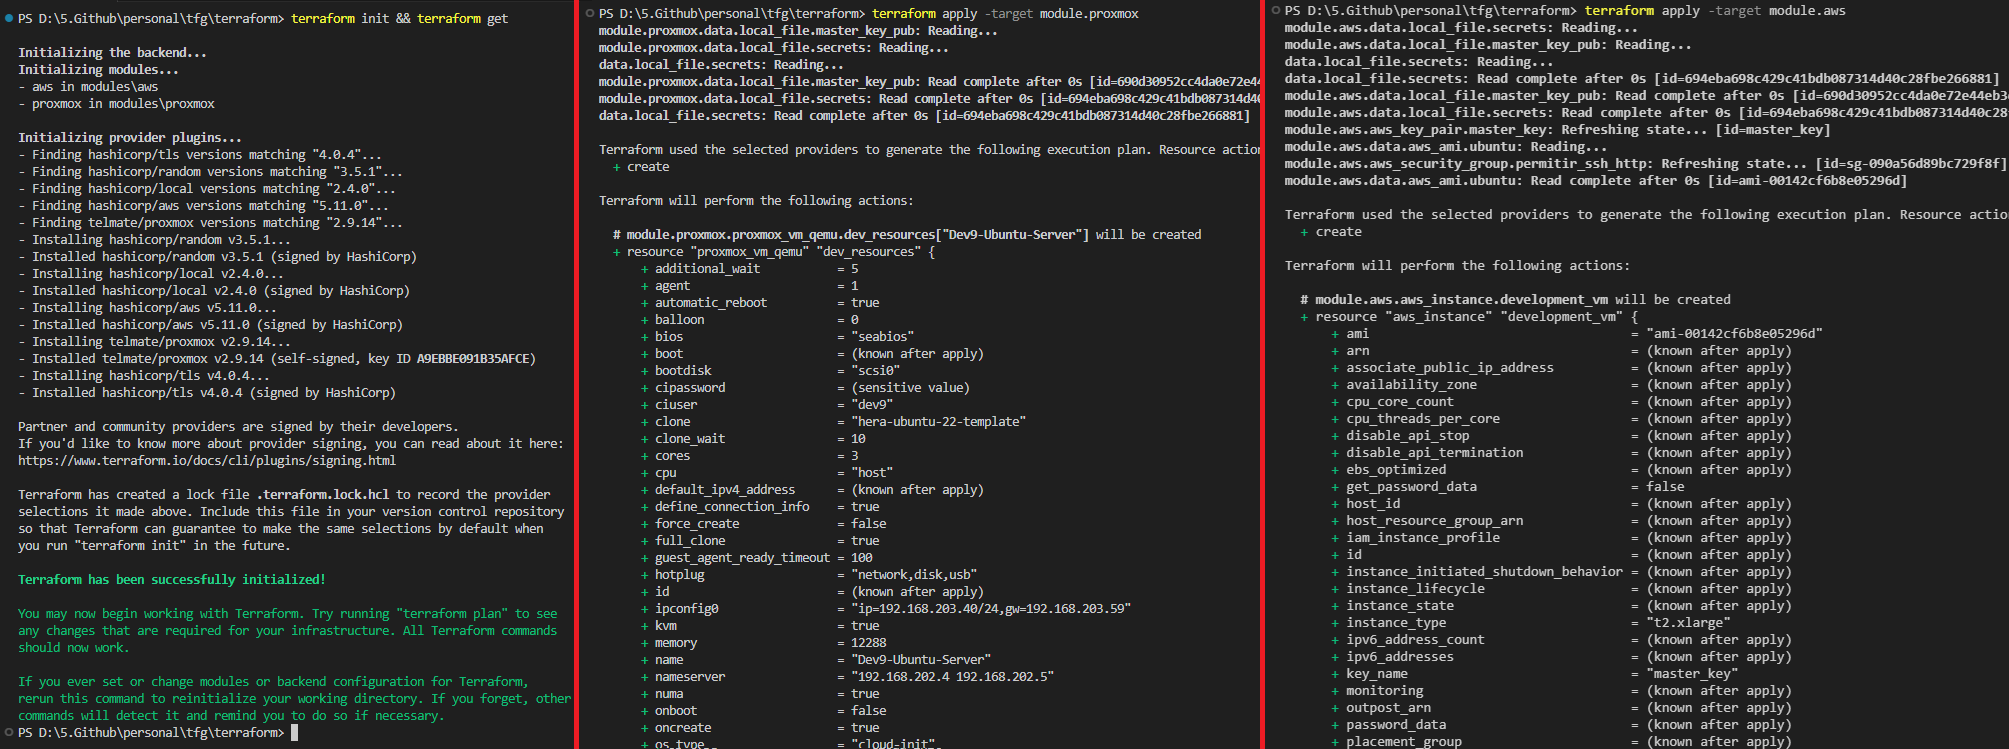 PS D:\5.Github\personal\tfg\terraform> terraform init && terraform get
Initializing the backend...
Initializing modules...
- aws in modules\aws
- proxmox in modules\proxmox
Initializing provider plugins...
- Finding hashicorp/tls versions matching "4.0.4"...
- Finding hashicorp/random versions matching "3.5.1"...
- Finding hashicorp/local versions matching "2.4.0"...
- Finding hashicorp/aws versions matching "5.11.0"...
- Finding telmate/proxmox versions matching "2.9.14"...
- Installing hashicorp/random v3.5.1...
- Installed hashicorp/random v3.5.1 (signed by HashiCorp)
- Installing hashicorp/local v2.4.0...
- Installed hashicorp/local v2.4.0 (signed by HashiCorp)
- Installing hashicorp/aws v5.11.0...
- Installed hashicorp/aws v5.11.0 (signed by HashiCorp)
- Installing telmate/proxmox v2.9.14...
- Installed telmate/proxmox v2.9.14 (self-signed, key ID A9EBBE091B35AFCE)
- Installing hashicorp/tls v4.0.4...
- Installed hashicorp/tls v4.0.4 (signed by HashiCorp)
Partner and community providers are signed by their developers.
If you'd like to know more about provider signing, you can read about it here:
https://www.terraform.io/docs/cli/plugins/signing.html
Terraform has created a lock file .terraform.lock.hcl to record the provider
selections it made above. Include this file in your version control repository
so that Terraform can guarantee to make the same selections by default when
you run "terraform init" in the future.
Terraform has been successfully initialized!
You may now begin working with Terraform. Try running "terraform plan" to see
any changes that are required for your infrastructure. All Terraform commands
should now work.
If you ever set or change modules or backend configuration for Terraform,
rerun this command to reinitialize your working directory. If you forget, other
commands will detect it and remind you to do so if necessary.
PS D:\5.Github\personal\tfg\terraform>
PS D:\5.Github\personal\tfg\terraform> terraform apply -target module.proxmox
module.proxmox.data.local_file.master_key_pub: Reading...
module.proxmox.data.local_file.secrets: Reading...
data.local_file.secrets: Reading...
module.proxmox.data.local_file.master_key_pub: Read complete after 0s [id=690d30952cc4da0e72e44
module.proxmox.data.local_file.secrets: Read complete after 0s [id=694eba698c429c41bdb087314d40
data.local_file.secrets: Read complete after 0s [id=694eba698c429c41bdb087314d40c28fbe266881]
Terraform used the selected providers to generate the following execution plan. Resource action
+ create
Terraform will perform the following actions:
# module.proxmox.proxmox_vm_qemu.dev_resources["Dev9-Ubuntu-Server"] will be created
+ resource "proxmox_vm_qemu" "dev_resources" {
+ additional_wait = 5
+ agent = 1
+ automatic_reboot = true
+ balloon = 0
+ bios = "seabios"
+ boot = (known after apply)
+ bootdisk = "scsi0"
+ cipassword = (sensitive value)
+ ciuser = "dev9"
+ clone = "hera-ubuntu-22-template"
+ clone_wait = 10
+ cores = 3
+ cpu = "host"
+ default_ipv4_address = (known after apply)
+ define_connection_info = true
+ force_create = false
+ full_clone = true
+ guest_agent_ready_timeout = 100
+ hotplug = "network,disk,usb"
+ id = (known after apply)
+ ipconfig0 = "ip=192.168.203.40/24,gw=192.168.203.59"
+ kvm = true
+ memory = 12288
+ name = "Dev9-Ubuntu-Server"
+ nameserver = "192.168.202.4 192.168.202.5"
+ numa = true
+ onboot = false
+ oncreate = true
+ os_type = "cloud-init"
PS D:\5.Github\personal\tfg\terraform> terraform apply -target module.aws
module.aws.data.local_file.secrets: Reading...
module.aws.data.local_file.master_key_pub: Reading...
data.local_file.secrets: Reading...
data.local_file.secrets: Read complete after 0s [id=694eba698c429c41bdb087314d40c28fbe266881]
module.aws.data.local_file.master_key_pub: Read complete after 0s [id=690d30952cc4da0e72e44eb3
module.aws.data.local_file.secrets: Read complete after 0s [id=694eba698c429c41bdb087314d40c28f
module.aws.aws_key_pair.master_key: Refreshing state... [id=master_key]
module.aws.data.aws_ami.ubuntu: Reading...
module.aws.aws_security_group.permitir_ssh_http: Refreshing state... [id=sg-090a56d89bc729f8f]
module.aws.data.aws_ami.ubuntu: Read complete after 0s [id=ami-00142cf6b8e05296d]
Terraform used the selected providers to generate the following execution plan. Resource actio
+ create
Terraform will perform the following actions:
# module.aws.aws_instance.development_vm will be created
+ resource "aws_instance" "development_vm" {
+ ami = "ami-00142cf6b8e05296d"
+ arn = (known after apply)
+ associate_public_ip_address = (known after apply)
+ availability_zone = (known after apply)
+ cpu_core_count = (known after apply)
+ cpu_threads_per_core = (known after apply)
+ disable_api_stop = (known after apply)
+ disable_api_termination = (known after apply)
+ ebs_optimized = (known after apply)
+ get_password_data = false
+ host_id = (known after apply)
+ host_resource_group_arn = (known after apply)
+ iam_instance_profile = (known after apply)
+ id = (known after apply)
+ instance_initiated_shutdown_behavior = (known after apply)
+ instance_lifecycle = (known after apply)
+ instance_state = (known after apply)
+ instance_type = "t2.xlarge"
+ ipv6_address_count = (known after apply)
+ ipv6_addresses = (known after apply)
+ key_name = "master_key"
+ monitoring = (known after apply)
+ outpost_arn = (known after apply)
+ password_data = (known after apply)
+ placement_group = (known after apply)